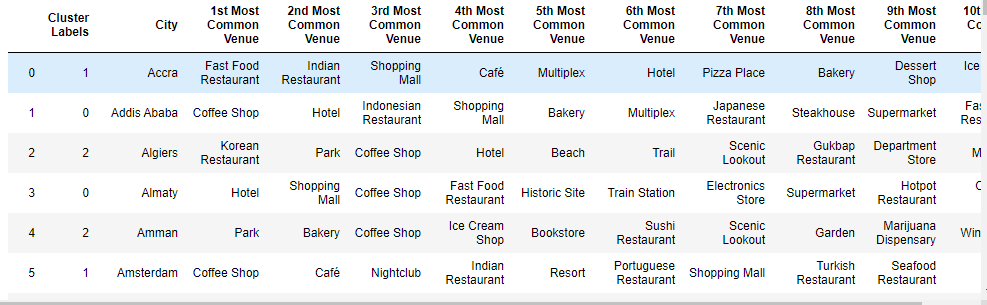 Cluster Labels City 1st Most Common Venue 2nd Most Common Venue 3rd Most Common Venue 4th Most Common Venue 5th Most Common Venue 6th Most Common Venue 7th Most Common Venue 8th Most Common Venue 9th Most Common Venue
0 1 Accra Fast Food Restaurant Indian Restaurant Shopping Mall Café Multiplex Hotel Pizza Place Bakery Dessert Shop Ice
1 0 Addis Ababa Coffee Shop Hotel Indonesian Restaurant Shopping Mall Bakery Multiplex Japanese Restaurant Steakhouse Supermarket
2 2 Algiers Korean Restaurant Park Coffee Shop Hotel Beach Trail Scenic Lookout Gukbap Restaurant Department Store
3 0 Almaty Hotel Shopping Mall Coffee Shop Fast Food Restaurant Historic Site Train Station Electronics Store Supermarket Hotpot Restaurant
4 2 Amman Park Bakery Coffee Shop Ice Cream Shop Bookstore Sushi Restaurant Scenic Lookout Garden Marijuana Dispensary
5 1 Amsterdam Coffee Shop Café Nightclub Indian Restaurant Resort Portuguese Restaurant Shopping Mall Turkish Restaurant Seafood Restaurant